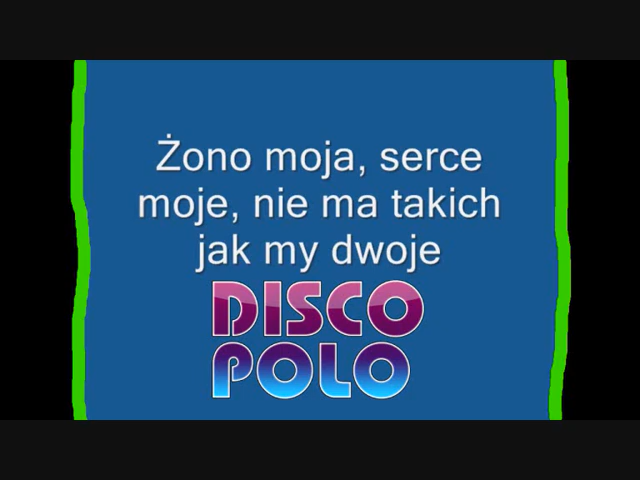 Żono moja, serce
moje, nie ma takich
jak my dwoje
DISCO
POLO